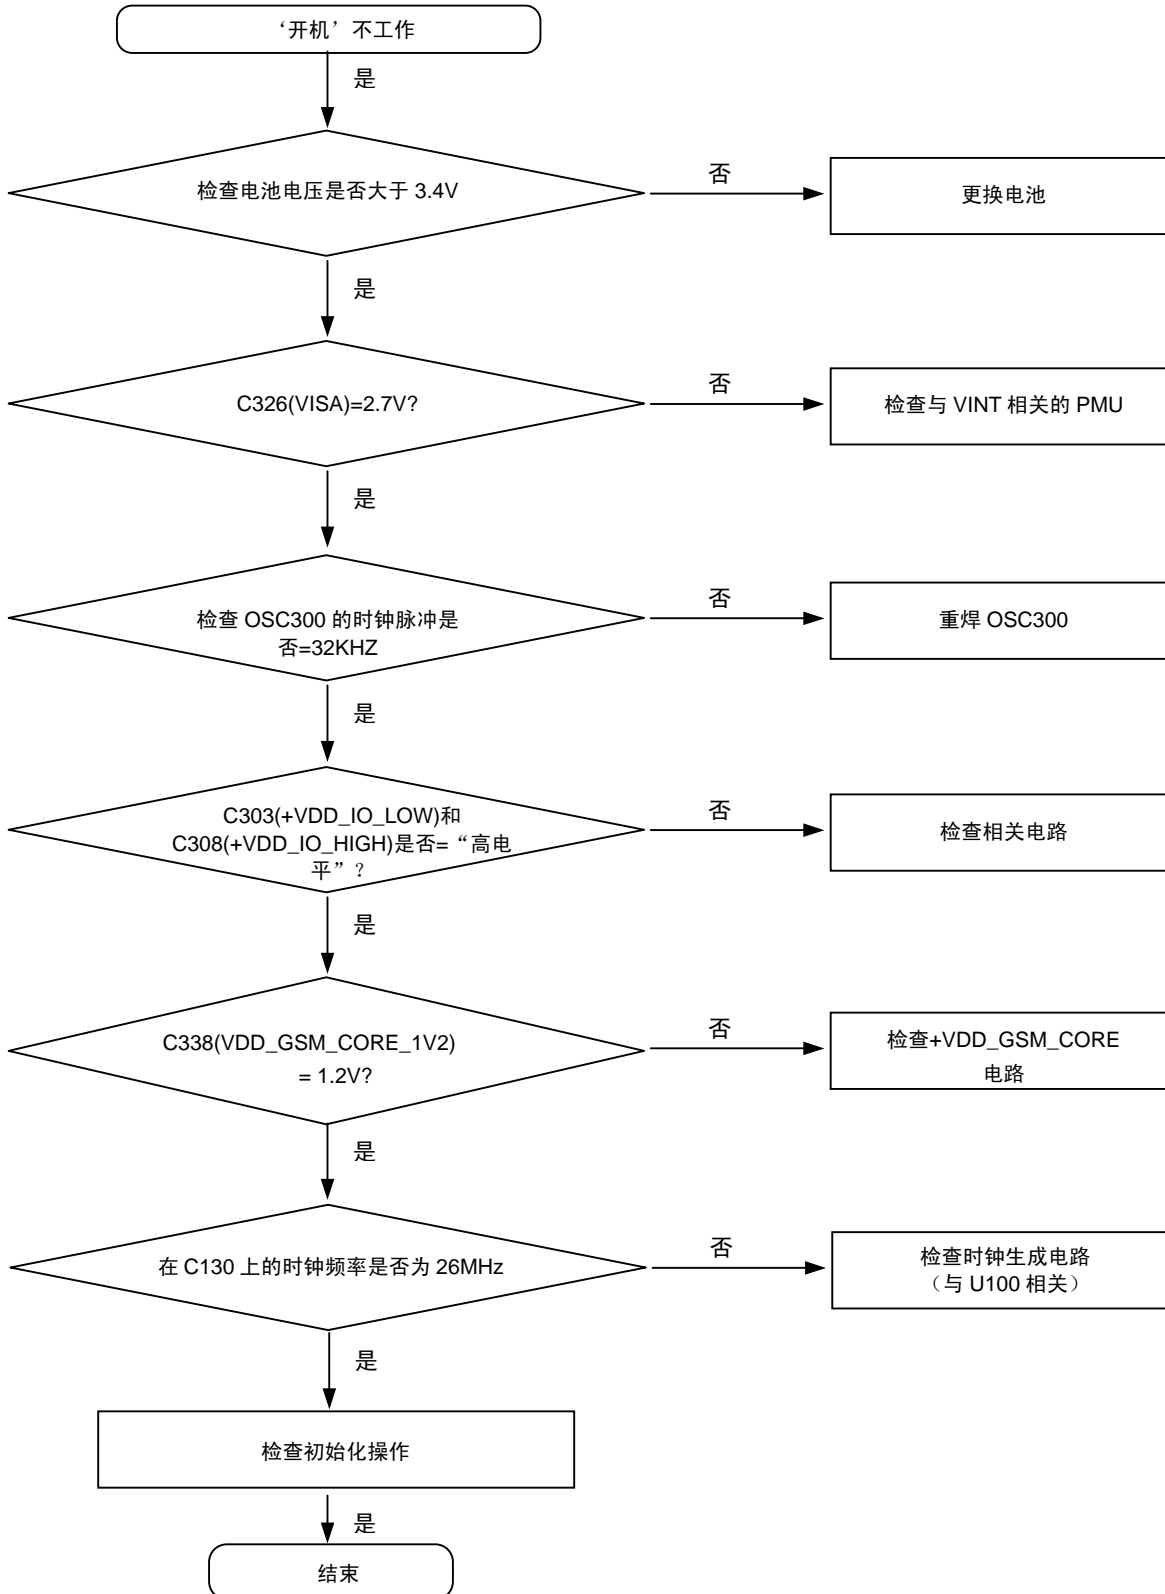 ‘开机’不工作
是
检查电池电压是否大于 3.4V
否
更换电池
是
C326(VISA)=2.7V?
否
检查与 VINT 相关的 PMU
是
检查 OSC300 的时钟脉冲是
否=32KHZ
否
重焊 OSC300
是
C303(+VDD_IO_LOW)和
C308(+VDD_IO_HIGH)是否=“高电
平”?
否
检查相关电路
是
C338(VDD_GSM_CORE_1V2)
= 1.2V?
否
检查+VDD_GSM_CORE
电路
是
在 C130 上的时钟频率是否为 26MHz
否
检查时钟生成电路
（与 U100 相关）
是
检查初始化操作
是
结束